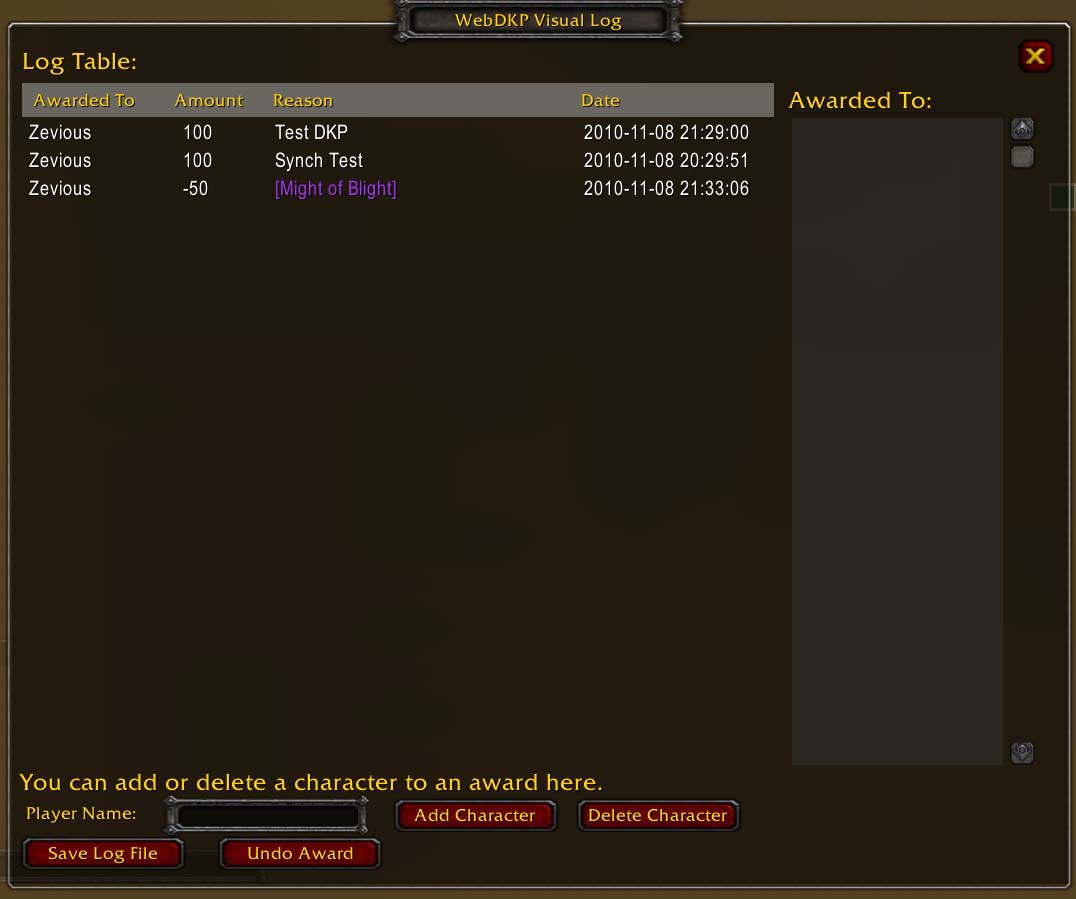 WebDKP Visual Log
Log Table:
Awarded To Amount Reason Date
Zevious 100 Test DKP 2010-11-08 21:29:00
Zevious 100 Synch Test 2010-11-08 20:29:51
Zevious -50 [Might of Blight] 2010-11-08 21:33:06
Awarded To:
You can add or delete a character to an award here.
Player Name: Add Character Delete Character
Save Log File Undo Award